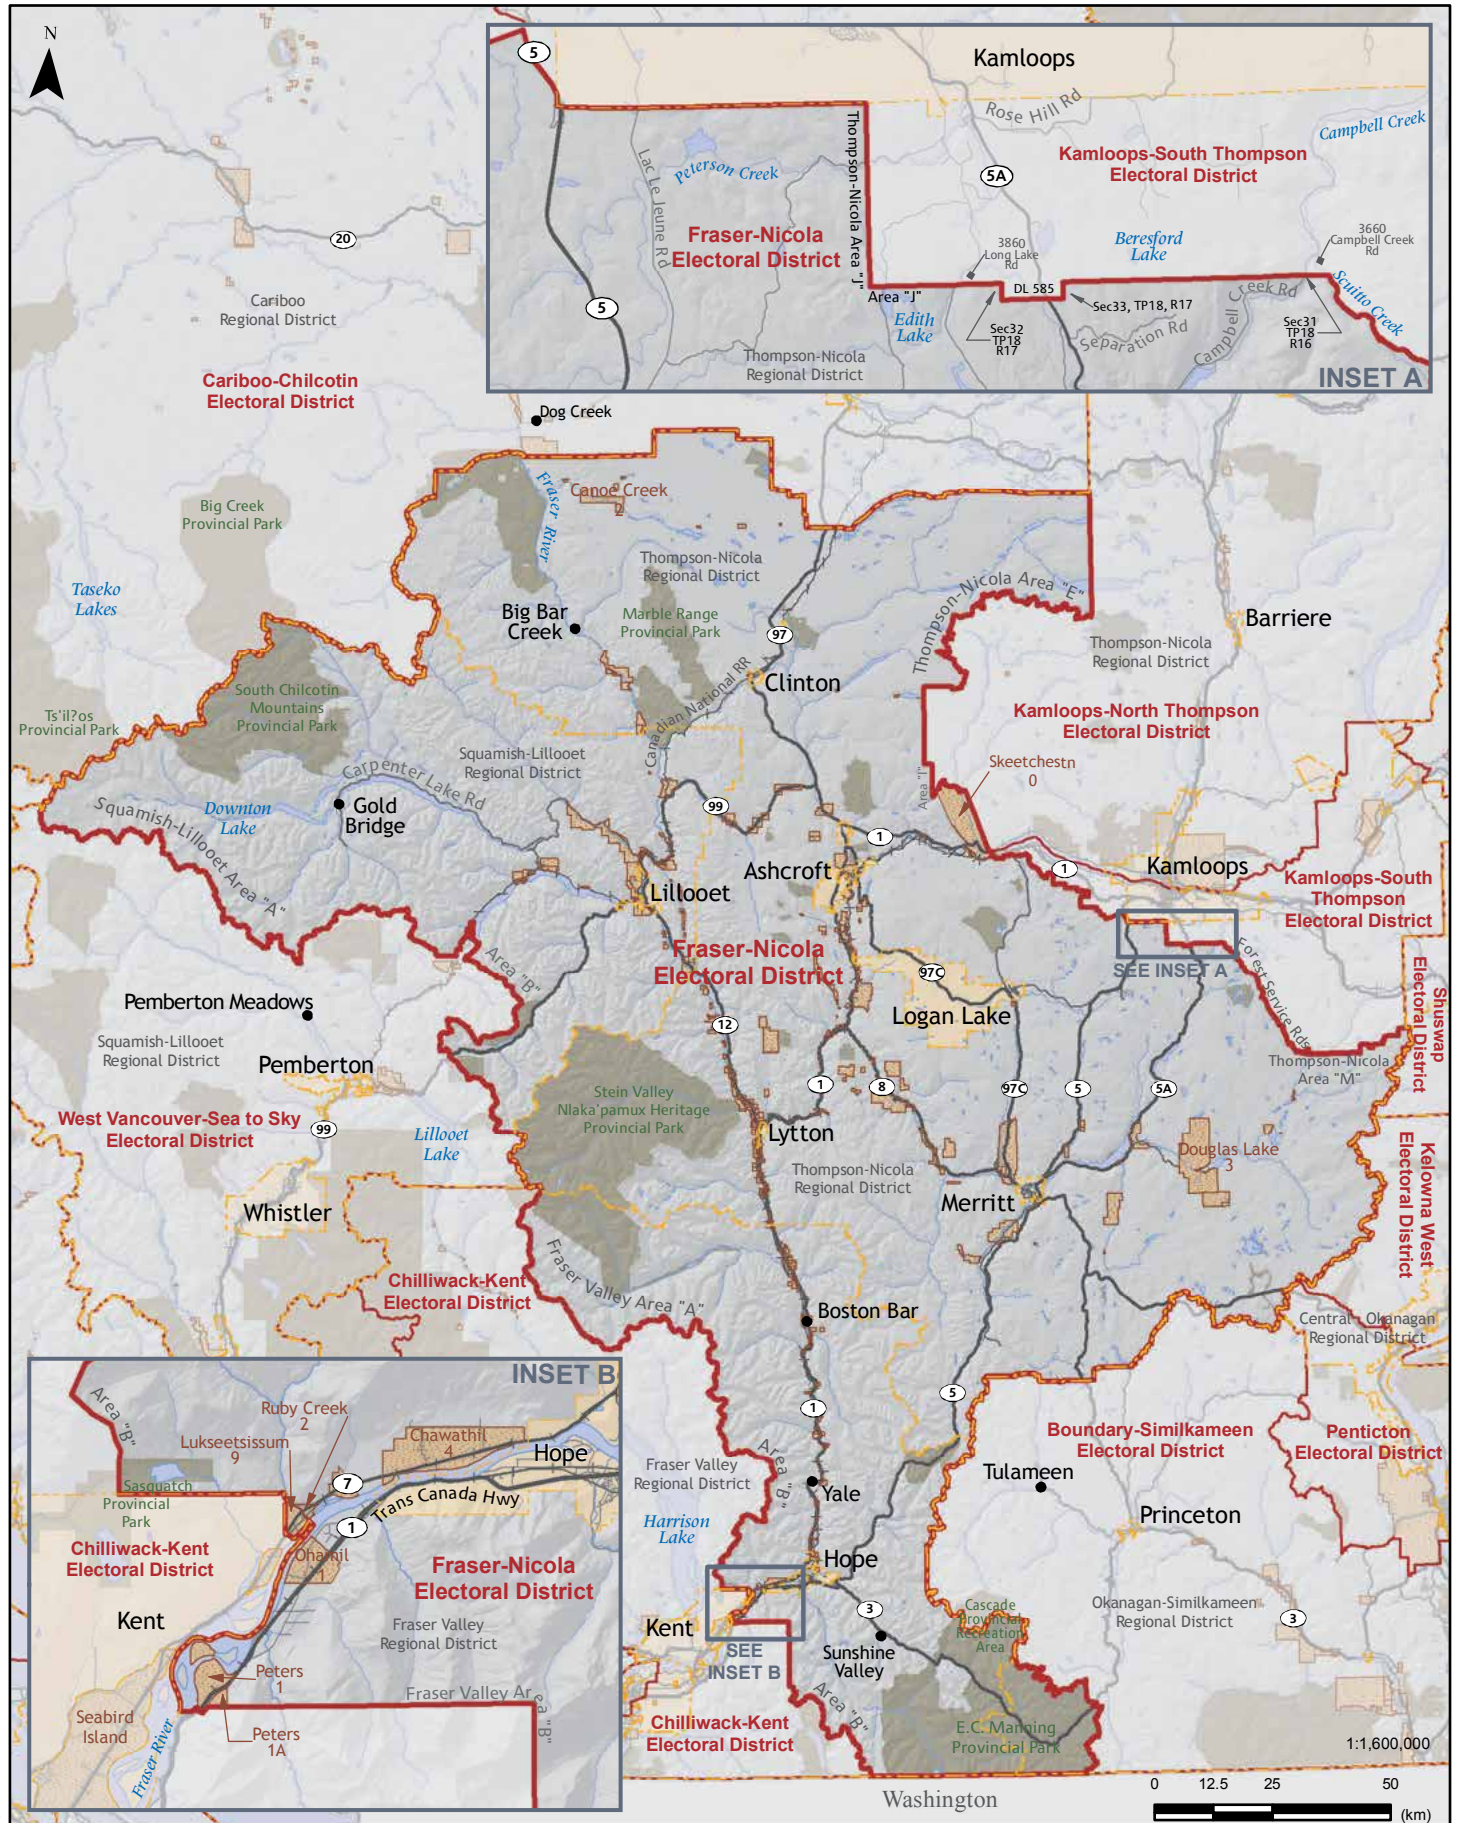 N
5
Kamloops
Rose Hill Rd
Campbell Creek
Kamloops-South Thompson
Electoral District
5A
Peterson Creek
Lac Le Jeune Rd
Thompson-Nicola Area "J"
Fraser-Nicola
Electoral District
Beresford
Lake
3860
Long Lake
Rd
3660
Campbell Creek
Rd
5
Area "J"
DL 585
Sec33, TP18, R17
Edith
Lake
Sec32
TP18
R17
Separation Rd
Campbell Creek Rd
Sec31
TP18
R16
Scuitto Creek
Thompson-Nicola
Regional District
INSET A
20
Cariboo
Regional District
Cariboo-Chilcotin
Electoral District
Dog Creek
Fraser River
Canoe Creek
2
Big Creek
Provincial Park
Taseko
Lakes
Thompson-Nicola
Regional District
Thompson-Nicola Area "E"
Big Bar
Creek
Marble Range
Provincial Park
97
Barriere
Thompson-Nicola
Regional District
Clinton
Canadian National RR
South Chilcotin
Mountains
Provincial Park
Ts'il?os
Provincial Park
Kamloops-North Thompson
Electoral District
Squamish-Lillooet
Regional District
Skeetchestn
0
Area "I"
Carpenter Lake Rd
Squamish-Lillooet Area "A"
Downton
Lake
Gold
Bridge
99
1
Ashcroft
1
Kamloops
Lillooet
Kamloops-South
Thompson
Electoral District
Fraser-Nicola
Electoral District
SEE INSET A
Forest Service Rds
Area "B"
97C
Logan Lake
Shuswap
Electoral District
Pemberton Meadows
12
Squamish-Lillooet
Regional District
Pemberton
Thompson-Nicola
Area "M"
Stein Valley
Nlaka'pamux Heritage
Provincial Park
1
8
97C
5
5A
West Vancouver-Sea to Sky
Electoral District
99
Lillooet
Lake
Lytton
Thompson-Nicola
Regional District
Douglas Lake
3
Kelowna West
Electoral District
Whistler
Merritt
Fraser Valley Area "A"
Chilliwack-Kent
Electoral District
Boston Bar
Central - Okanagan
Regional District
INSET B
Area "B"
Ruby Creek
2
Lukseetsissum
9
Chawathil
4
Hope
7
Trans Canada Hwy
Sasquatch
Provincial
Park
1
Chilliwack-Kent
Electoral District
Ohamil
1
Fraser-Nicola
Electoral District
Kent
Fraser Valley
Regional District
Peters
1
Fraser Valley Area "B"
Seabird
Island
Peters
1A
Fraser River
5
1
Boundary-Similkameen
Electoral District
Penticton
Electoral District
Area "B"
Fraser Valley
Regional District
Tulameen
Yale
Princeton
Harrison
Lake
Hope
3
Cascade
Provincial
Recreation
Area
Okanagan-Similkameen
Regional District
3
Kent
SEE
INSET B
Sunshine
Valley
Area "B"
Chilliwack-Kent
Electoral District
E.C. Manning
Provincial Park
1:1,600,000
Washington
0 12.5 25 50
(km)